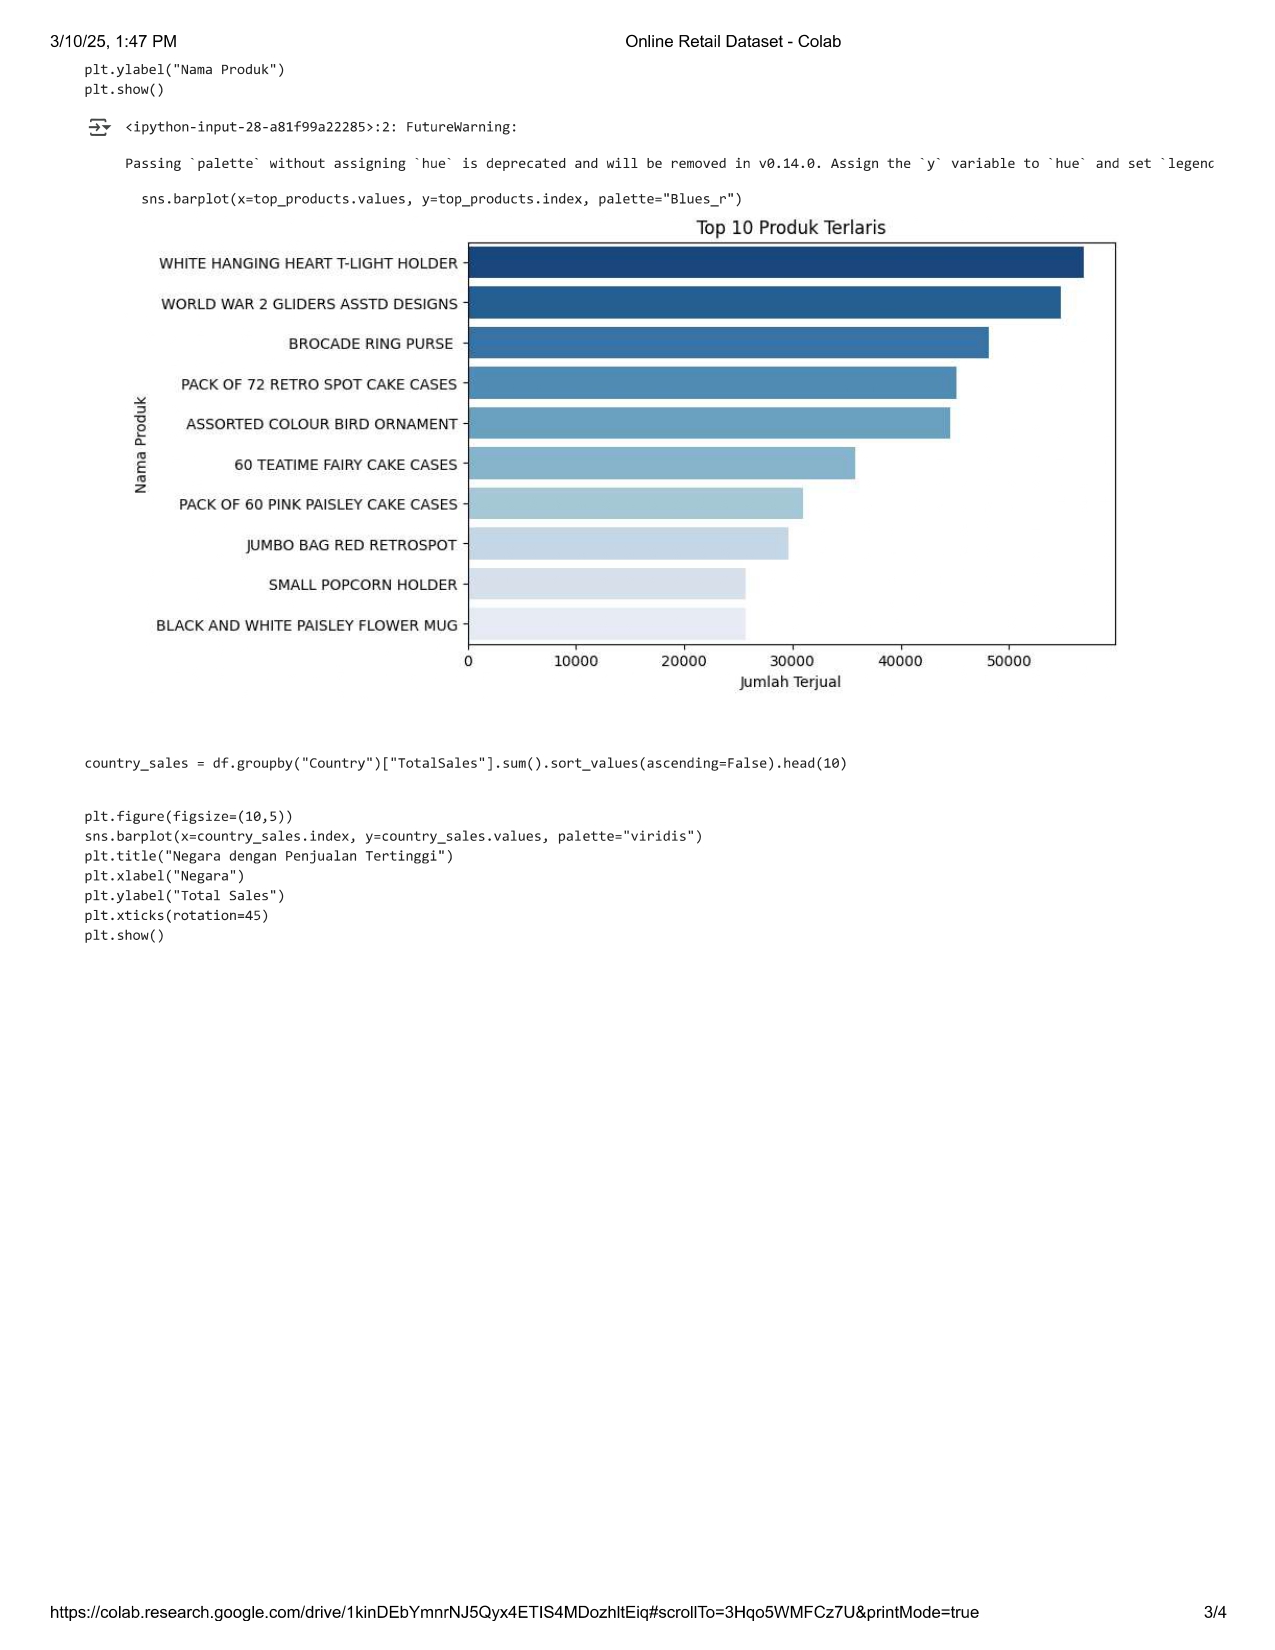 3/10/25, 1:47 PM
Online Retail Dataset - Colab
plt.ylabel("Nama Produk")
plt.show()
<ipython-input-28-a81f99a22285>:2: FutureWarning:
Passing `palette` without assigning `hue` is deprecated and will be removed in v0.14.0. Assign the `y` variable to `hue` and set `legend
sns.barplot(x=top_products.values, y=top_products.index, palette="Blues_r")
Top 10 Produk Terlaris
Nama Produk
WHITE HANGING HEART T-LIGHT HOLDER
WORLD WAR 2 GLIDERS ASSTD DESIGNS
BROCADE RING PURSE
PACK OF 72 RETRO SPOT CAKE CASES
ASSORTED COLOUR BIRD ORNAMENT
60 TEATIME FAIRY CAKE CASES
PACK OF 60 PINK PAISLEY CAKE CASES
JUMBO BAG RED RETROSPOT
SMALL POPCORN HOLDER
BLACK AND WHITE PAISLEY FLOWER MUG
0 10000 20000 30000 40000 50000
Jumlah Terjual
country_sales = df.groupby("Country")["TotalSales"].sum().sort_values(ascending=False).head(10)
plt.figure(figsize=(10,5))
sns.barplot(x=country_sales.index, y=country_sales.values, palette="viridis")
plt.title("Negara dengan Penjualan Tertinggi")
plt.xlabel("Negara")
plt.ylabel("Total Sales")
plt.xticks(rotation=45)
plt.show()
https://colab.research.google.com/drive/1kinDEbYmnrNJ5Qyx4ETIS4MDozhltEiq#scrollTo=3Hqo5WMFCz7U&printMode=true
3/4